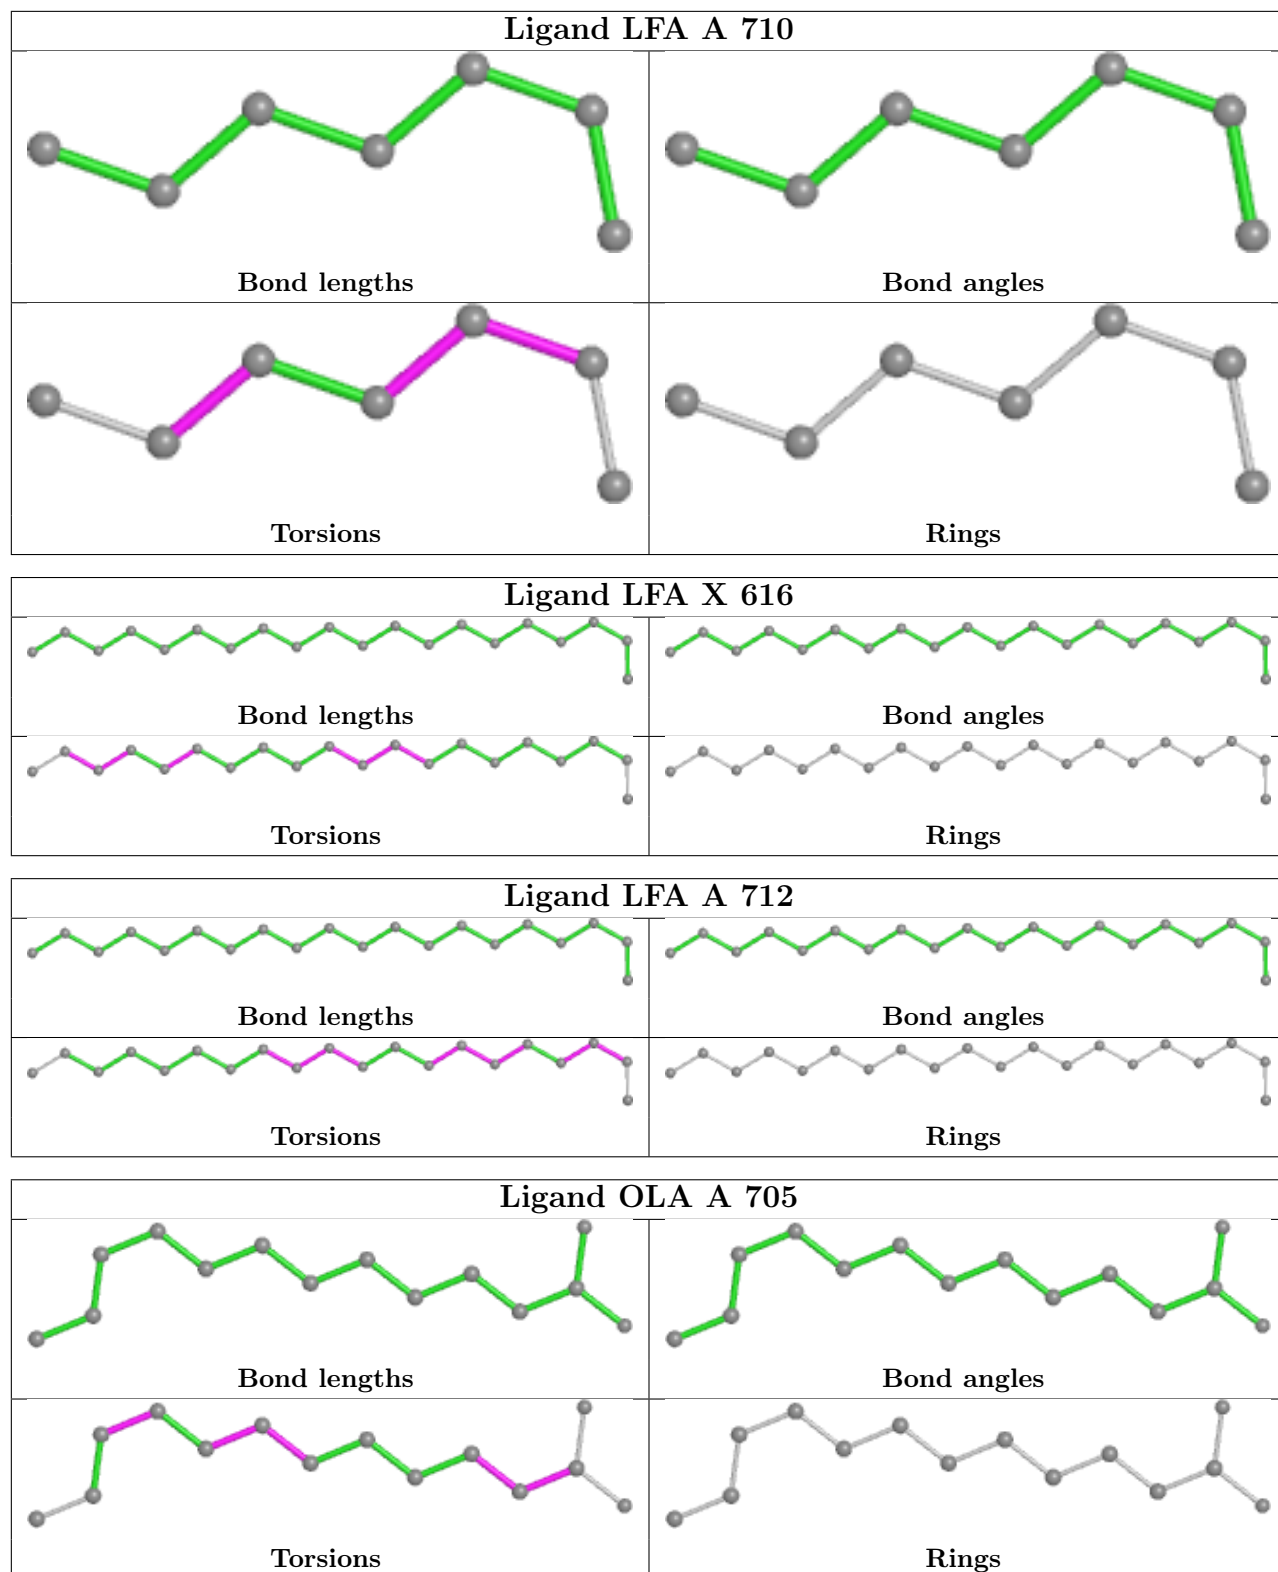 Ligand LFA A 710
Bond lengths
Bond angles
Torsions
Rings
Ligand LFA X 616
Bond lengths
Bond angles
Torsions
Rings
Ligand LFA A 712
Bond lengths
Bond angles
Torsions
Rings
Ligand OLA A 705
Bond lengths
Bond angles
Torsions
Rings